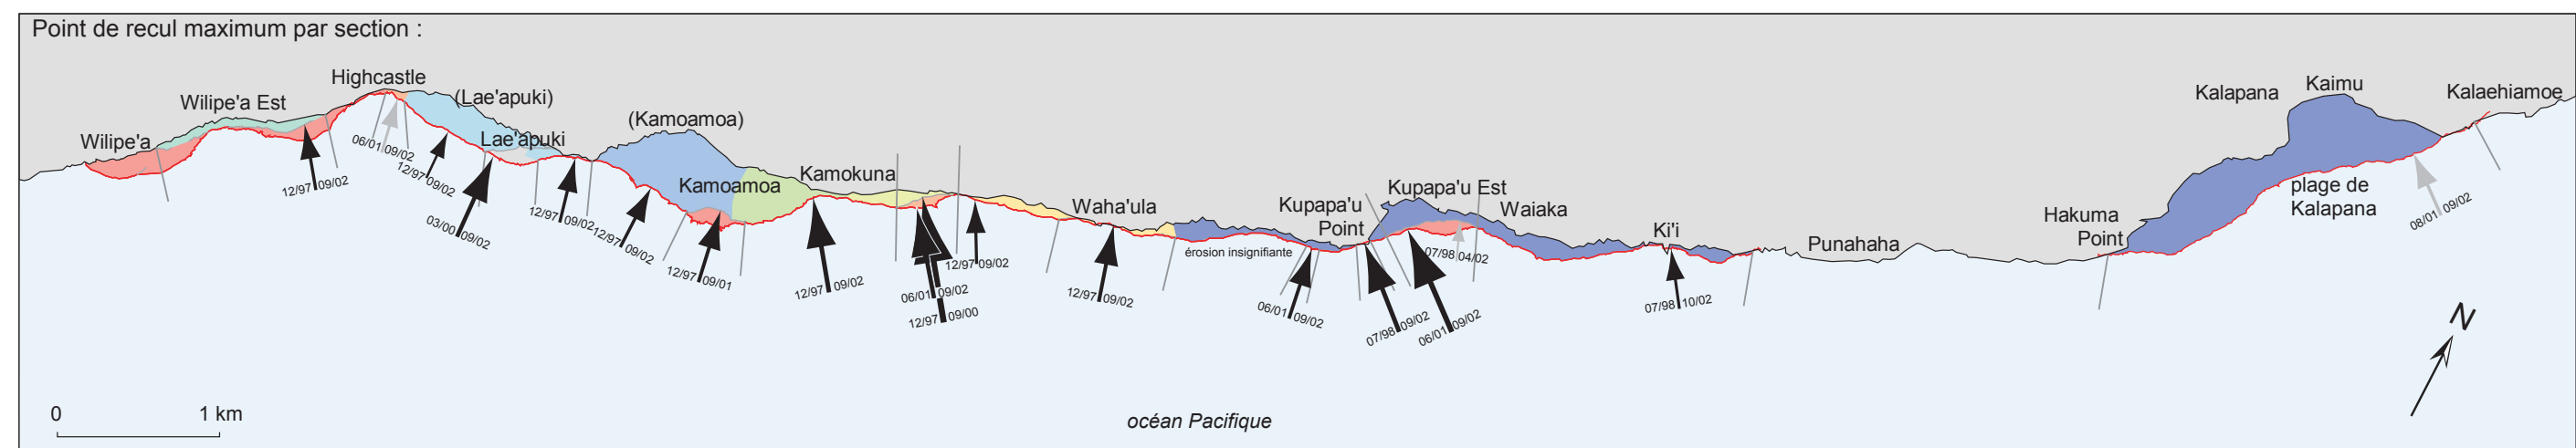 Point de recul maximum par section :
Highcastle
Wilipe'a Est
(Lae'apuki)
Wilipe'a
Lae'apuki
(Kamoamoa)
Kamoamoa
Kamokuna
Waha'ula
Kupapa'u
Point
Kupapa'u Est
Waiaka
Ki'i
Punahaha
Hakuma
Point
Kalapana
Kaimu
Kalaehiamoe
plage de
Kalapana
érosion insignifiante
12/97 09/02
06/01 09/02
12/97 09/02
03/00 09/02
12/97 09/02
12/97 09/02
12/97 09/01
12/97 09/02
06/01 09/02
12/97 09/00
12/97 09/02
12/97 09/02
06/01 09/02
07/98 09/02
06/01 09/02
07/98 04/02
07/98 10/02
08/01 09/02
N
0 1 km
océan Pacifique